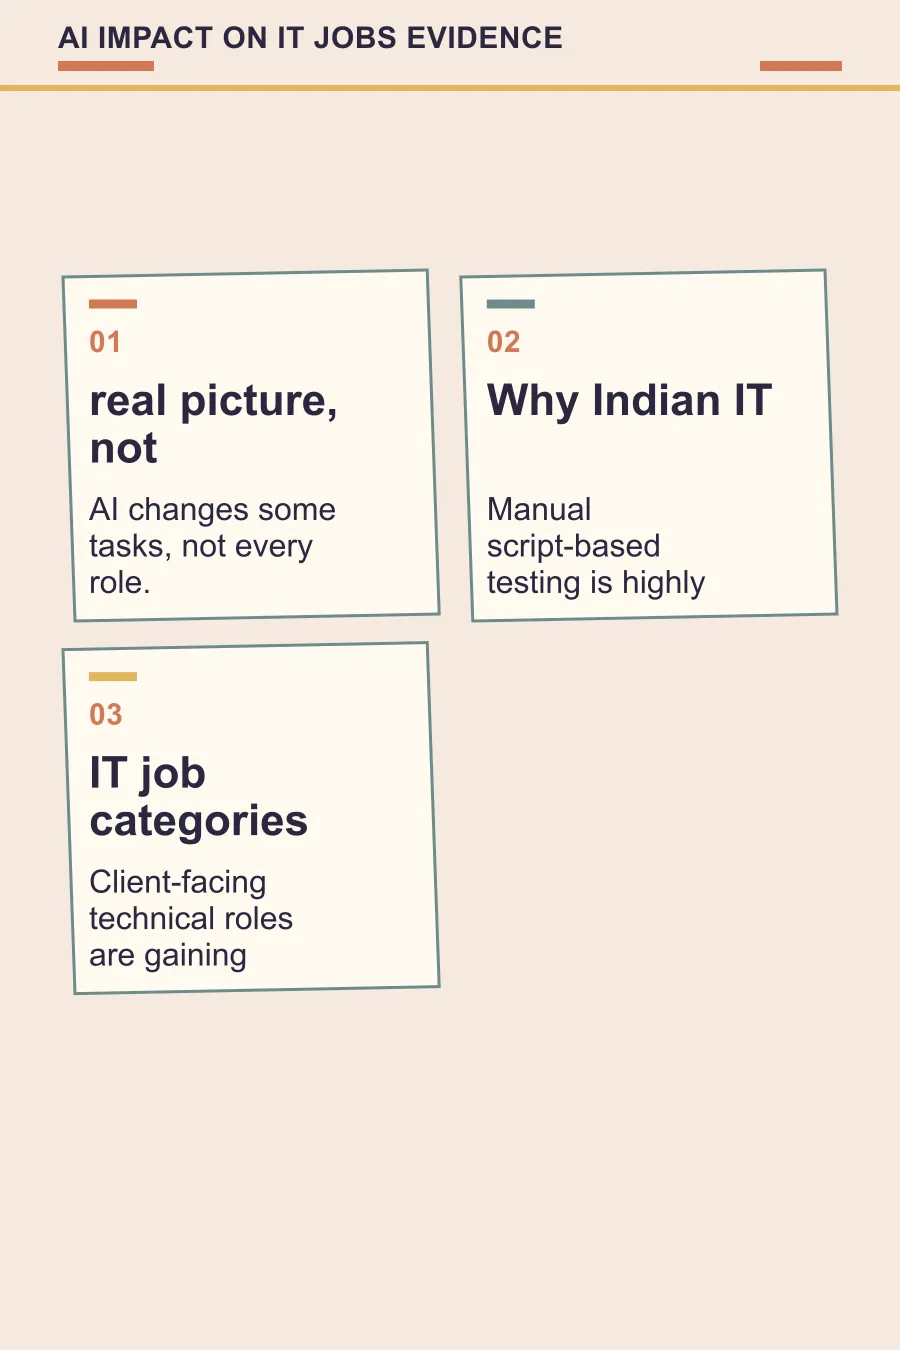 AI IMPACT ON IT JOBS EVIDENCE
01
real picture,
not
AI changes some
tasks, not every
role.
02
Why Indian IT
Manual
script-based
testing is highly
03
IT job
categories
Client-facing
technical roles
are gaining